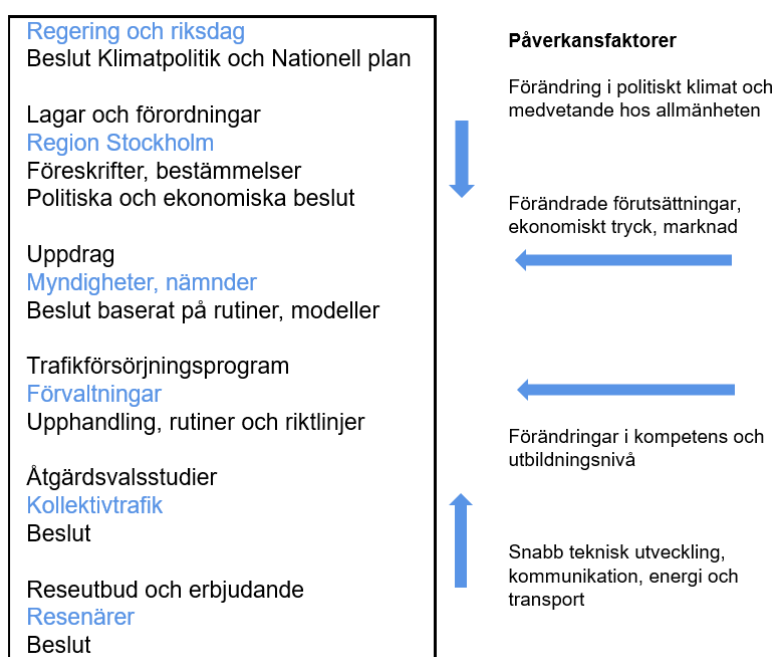 Regering och riksdag
Beslut Klimatpolitik och Nationell plan
Lagar och förordningar
Region Stockholm
Föreskrifter, bestämmelser
Politiska och ekonomiska beslut
Uppdrag
Myndigheter, nämnder
Beslut baserat på rutiner, modeller
Trafikförsörjningsprogram
Förvaltningar
Upphandling, rutiner och riktlinjer
Åtgärdsvalsstudier
Kollektivtrafik
Beslut
Reseutbud och erbjudande
Resenärer
Beslut
Påverkansfaktorer
Förändring i politiskt klimat och
medvetande hos allmänheten
Förändrade förutsättningar,
ekonomiskt tryck, marknad
Förändringar i kompetens och
utbildningsnivå
Snabb teknisk utveckling,
kommunikation, energi och
transport